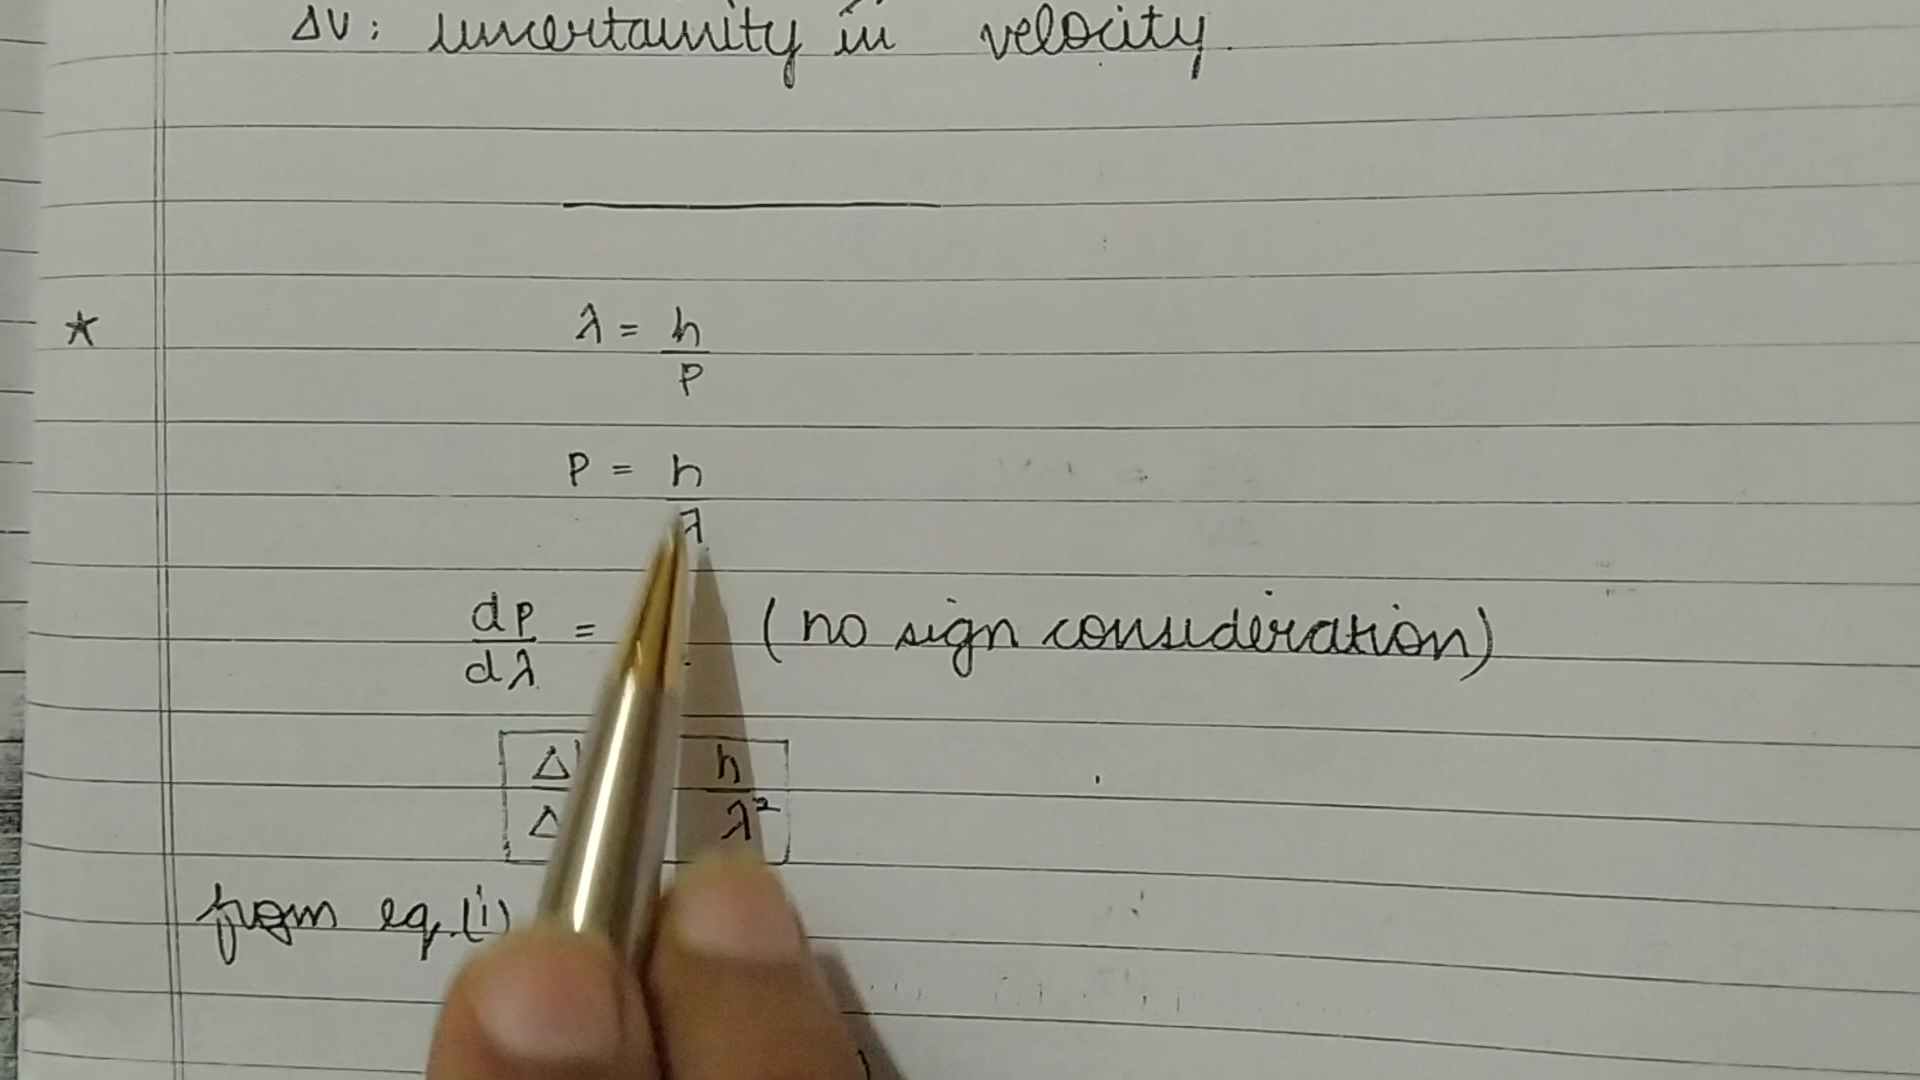 ΔV: uncertainity in velocity.
★ λ = h/P
P = h/λ
dp/dλ = (no sign consideration)
Δ h/λ²
Δ
from eq.(i)